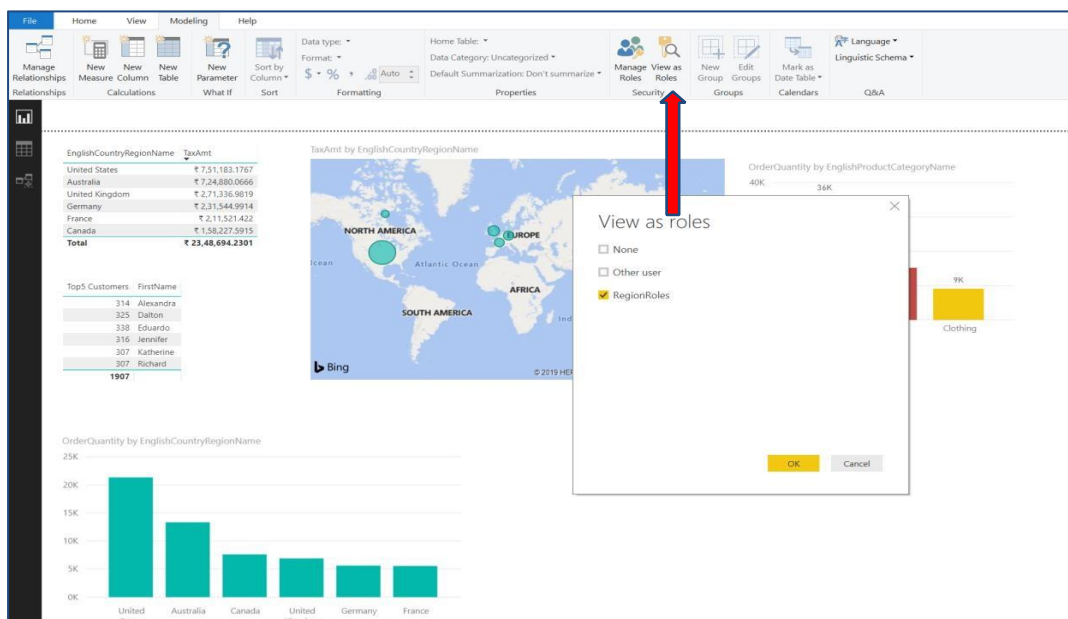 File Home View Modeling Help
Manage Relationships
New Measure
New Column
New Table
New Parameter
Sort by Column
Data type:
Format:
$ % , .00 Auto
Home Table:
Data Category: Uncategorized
Default Summarization: Don't summarize
Manage Roles
View as Roles
New Group
Edit Groups
Mark as Date Table
Language
Linguistic Schema
Relationships Calculations What If Sort Formatting Properties Security Groups Calendars Q&A
EnglishCountryRegionName TaxAmt
United States ₹ 7,51,183.1767
Australia ₹ 7,24,880.0666
United Kingdom ₹ 2,71,336.9819
Germany ₹ 2,31,544.9914
France ₹ 2,11,521.422
Canada ₹ 1,58,227.5915
Total ₹ 23,48,694.2301
Top5 Customers FirstName
314 Alexandra
325 Dalton
338 Eduardo
316 Jennifer
307 Katherine
307 Richard
1907
TaxAmt by EnglishCountryRegionName
NORTH AMERICA
EUROPE
Atlantic Ocean
AFRICA
SOUTH AMERICA
Bing
© 2019
OrderQuantity by EnglishProductCategoryName
40K
36K
9K
Clothing
View as roles
None
Other user
RegionRoles
OK Cancel
OrderQuantity by EnglishCountryRegionName
25K
20K
15K
10K
5K
0K
United Australia Canada United Germany France